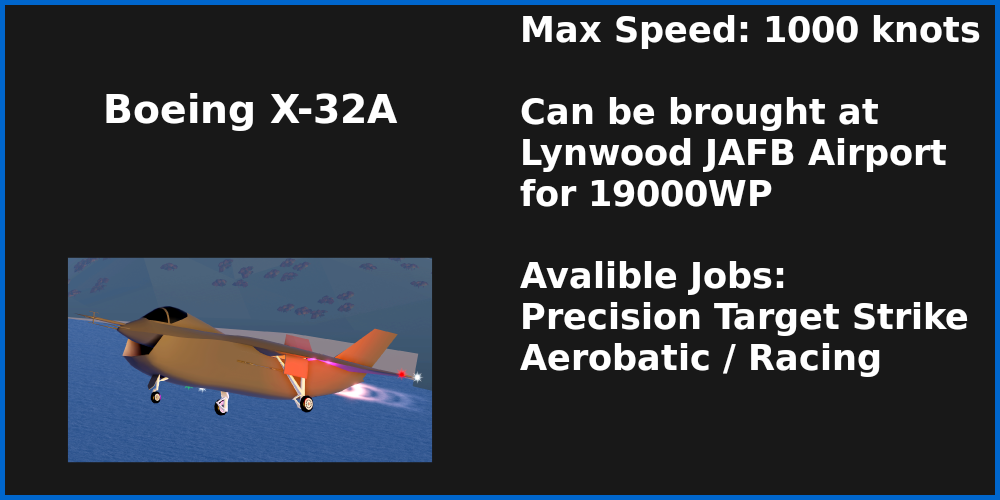 Boeing X-32A
Max Speed: 1000 knots
Can be brought at
Lynwood JAFB Airport
for 19000WP
Avalible Jobs:
Precision Target Strike
Aerobatic / Racing